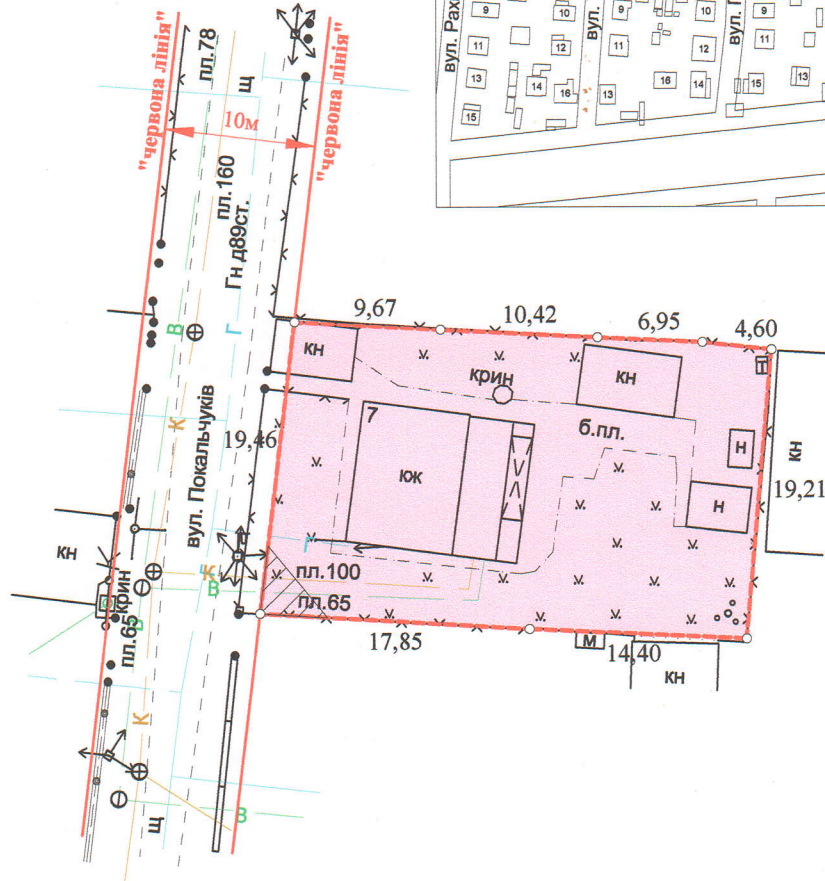 "червона лінія"
пл.78
Щ
"червона лінія"
10м
пл.160
Гн д89ст.
В
Г
К
19,46
вул. Покальчуків
9,67
10,42
6,95
4,60
кн
крин
кн
Т
7
б.пл.
кж
Н
Н
кн
19,21
Г
пл.100
пл.65
К
В
17,85
М
14,40
кн
кн
крин
пл.65
В
К
В
Щ
вул. Рах
9
11
13
15
10
12
14
16
вул.
9
11
13
10
12
16
14
вул. П
9
11
15
13